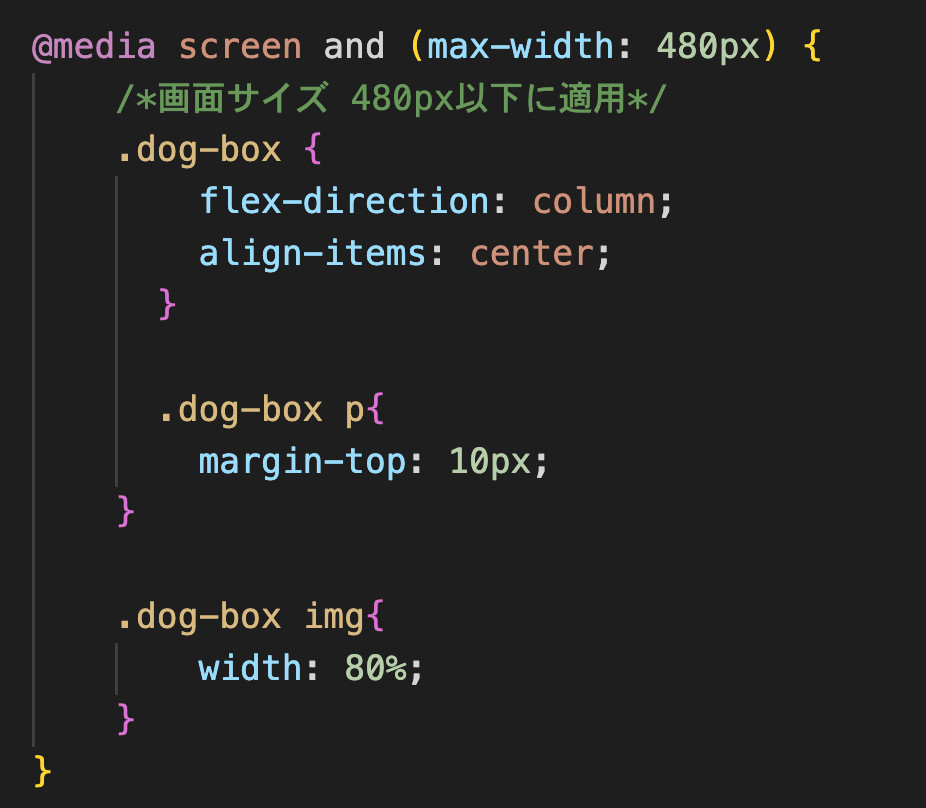 @media screen and (max-width: 480px) {
/*画面サイズ 480px以下に適用*/
.dog-box {
flex-direction: column;
align-items: center;
}
.dog-box p{
margin-top: 10px;
}
.dog-box img{
width: 80%;
}
}